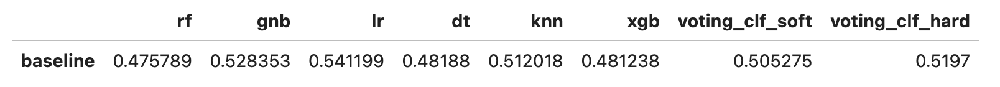 rf gnb lr dt knn xgb voting_clf_soft voting_clf_hard
baseline 0.475789 0.528353 0.541199 0.48188 0.512018 0.481238 0.505275 0.5197